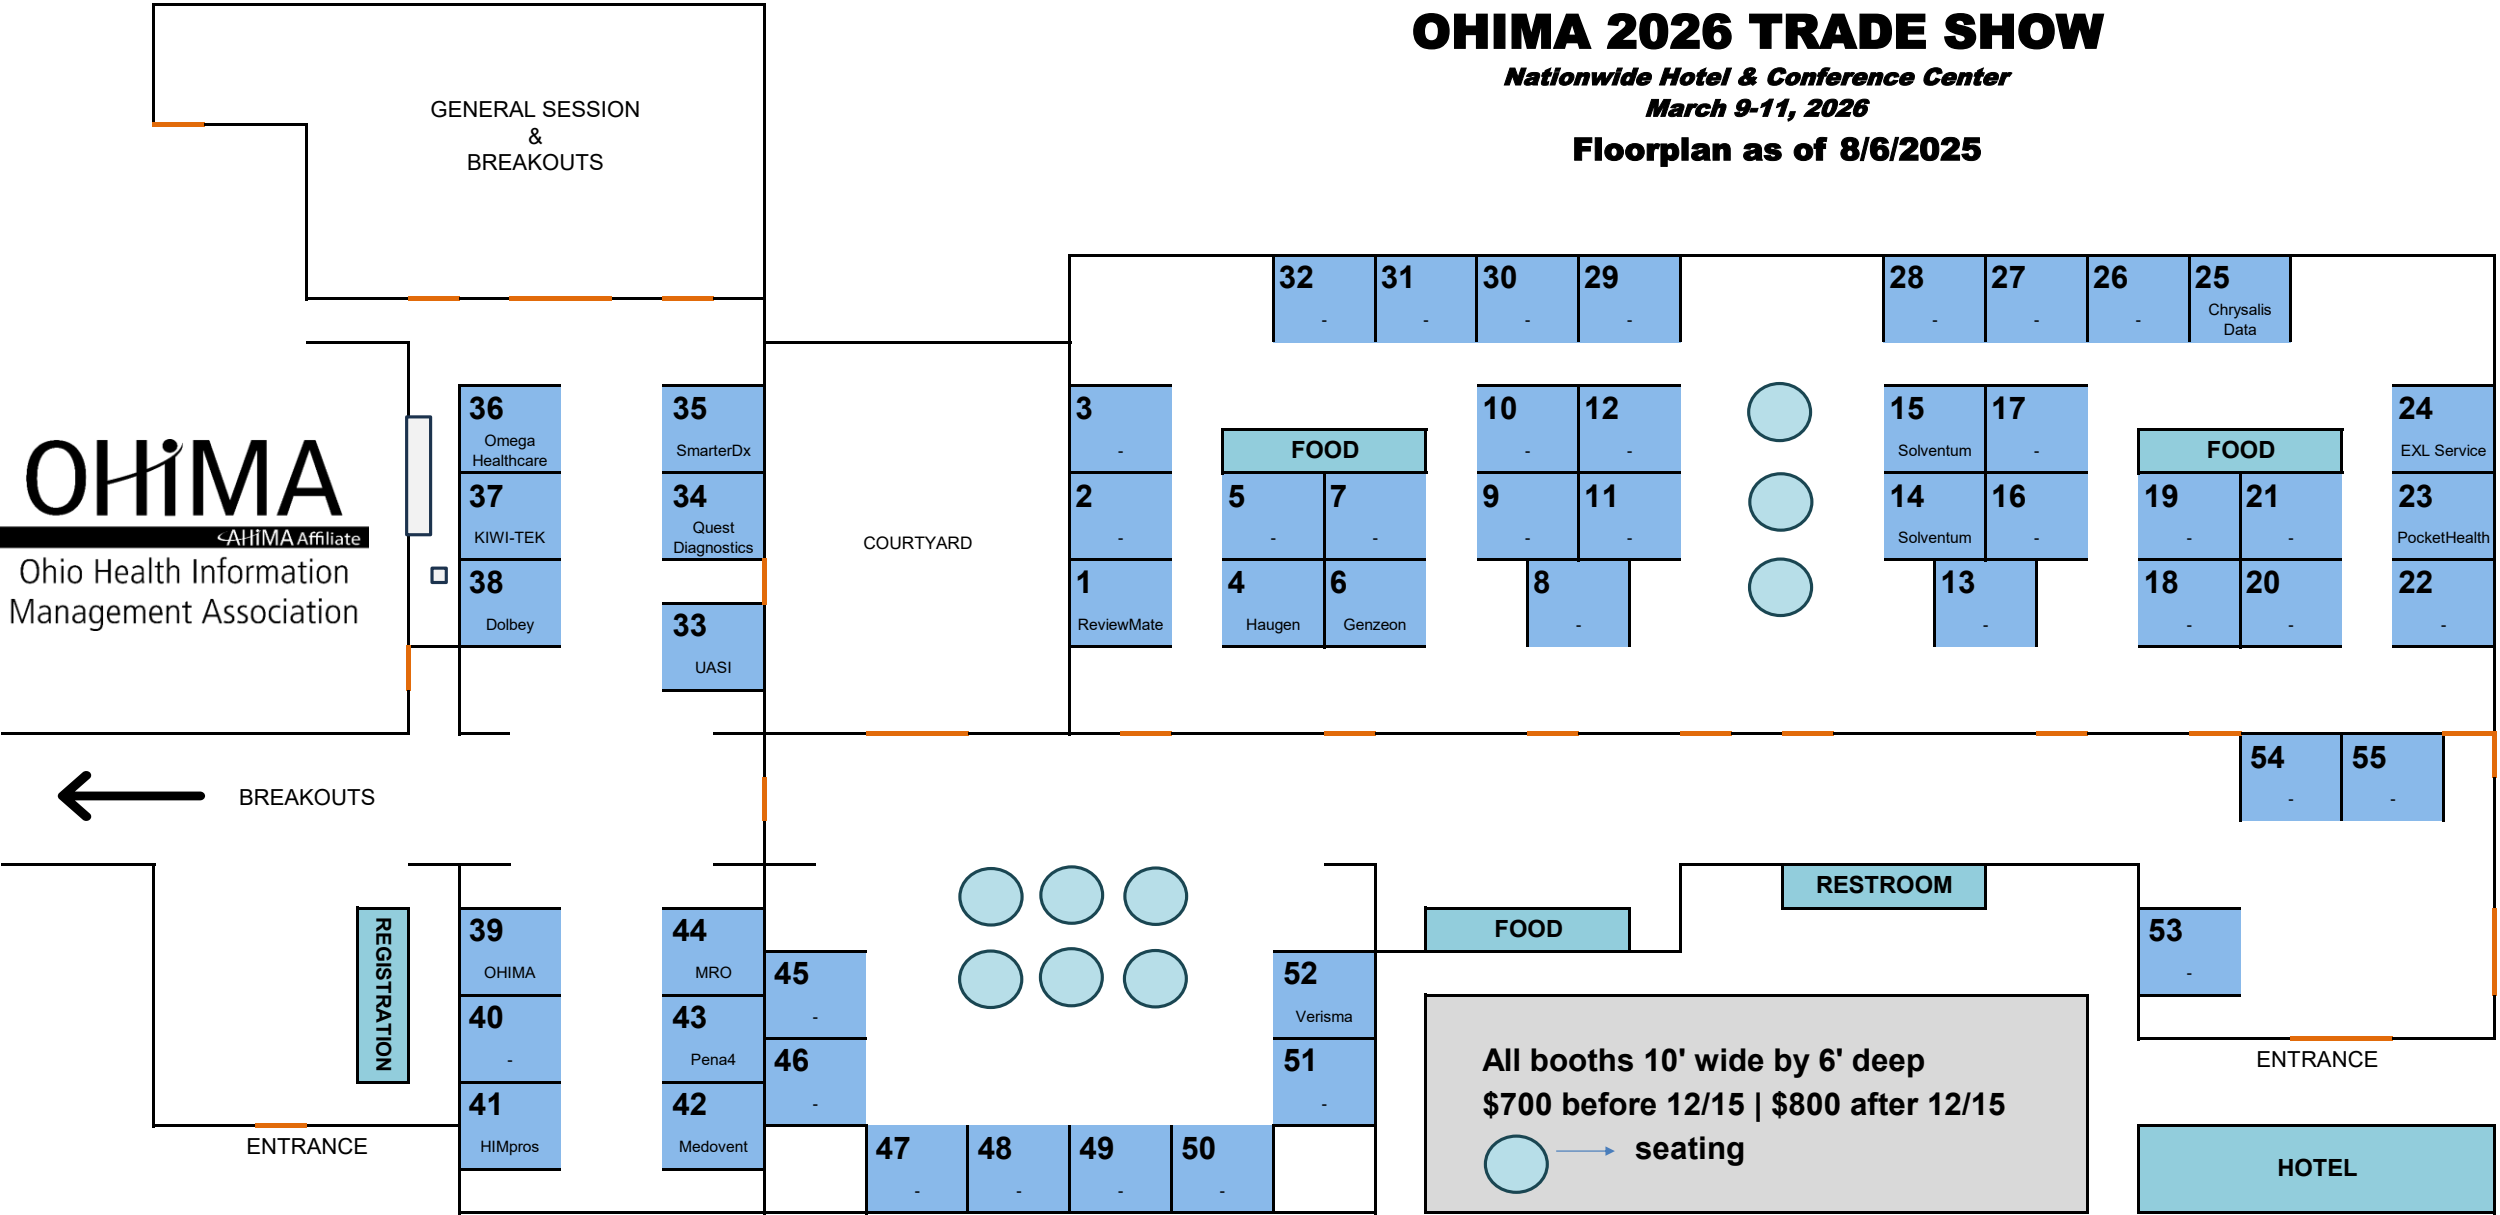 OHIMA 2026 TRADE SHOW
Nationwide Hotel & Conference Center
March 9-11, 2026
Floorplan as of 8/6/2025
GENERAL SESSION
&
BREAKOUTS
32
-
31
-
30
-
29
-
28
-
27
-
26
-
25
Chrysalis
Data
OHiMA
AHiMA Affiliate
Ohio Health Information
Management Association
36
Omega
Healthcare
37
KIWI-TEK
38
Dolbey
35
SmarterDx
34
Quest
Diagnostics
33
UASI
COURTYARD
3
-
2
-
1
ReviewMate
FOOD
5
-
7
-
4
Haugen
6
Genzeon
10
-
12
-
9
-
11
-
8
-
15
Solventum
17
-
14
Solventum
16
-
13
-
FOOD
19
-
21
-
18
-
20
-
24
EXL Service
23
PocketHealth
22
-
54
-
55
-
BREAKOUTS
REGISTRATION
ENTRANCE
39
OHIMA
40
-
41
HIMpros
44
MRO
43
Pena4
42
Medovent
45
-
46
-
47
-
48
-
49
-
50
-
52
Verisma
51
-
FOOD
RESTROOM
53
-
ENTRANCE
All booths 10' wide by 6' deep
$700 before 12/15 | $800 after 12/15
seating
HOTEL